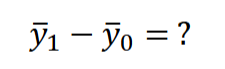 ȳ₁ − ȳ₀ = ?